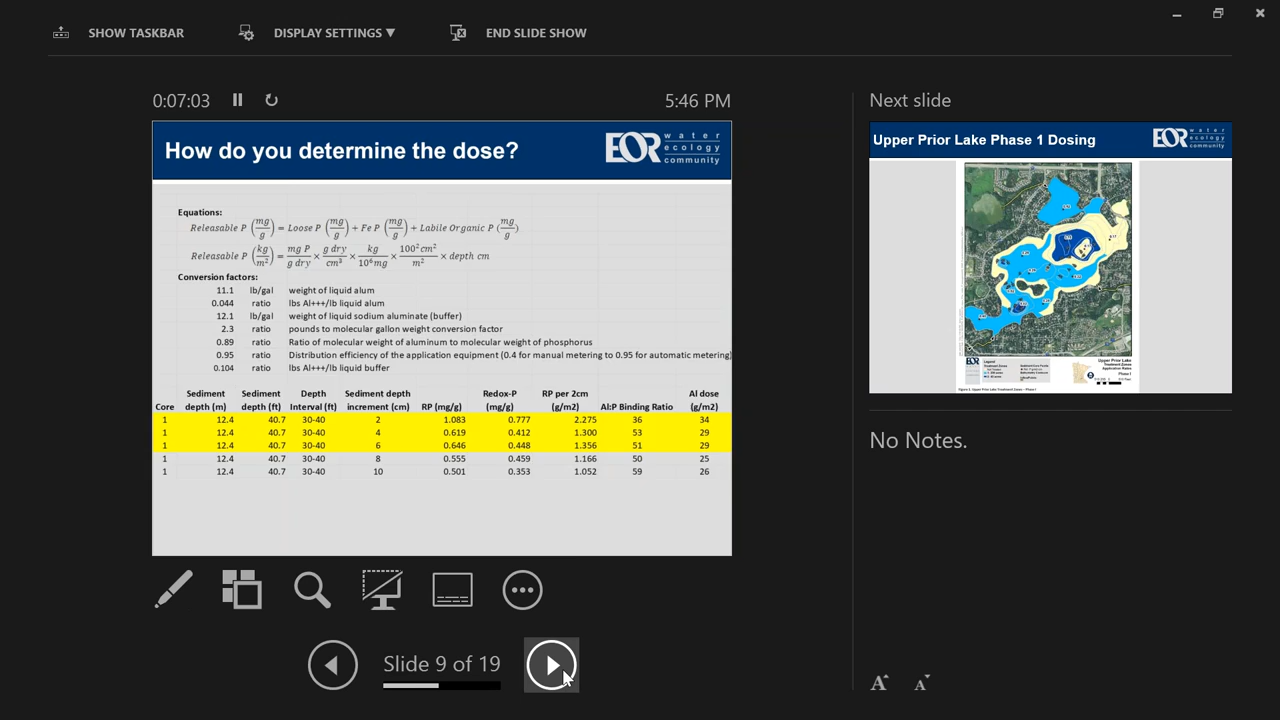 SHOW TASKBAR DISPLAY SETTINGS ▼ END SLIDE SHOW
0:07:03 5:46 PM
How do you determine the dose?
EOR water ecology community
Equations:
Releasable P (mg/g) = Loose P (mg/g) + Fe P (mg/g) + Labile Organic P (mg/g)
Releasable P (kg/m²) = mg P/g dry × g dry/cm³ × kg/10⁶mg × 100²cm²/m² × depth cm
Conversion factors:
11.1 lb/gal weight of liquid alum
0.044 ratio lbs Al+++/lb liquid alum
12.1 lb/gal weight of liquid sodium aluminate (buffer)
2.3 ratio pounds to molecular gallon weight conversion factor
0.89 ratio Ratio of molecular weight of aluminum to molecular weight of phosphorus
0.95 ratio Distribution efficiency of the application equipment (0.4 for manual metering to 0.95 for automatic metering)
0.104 ratio lbs Al+++/lb liquid buffer
Core Sediment depth (m) Sediment depth (ft) Depth Interval (ft) Sediment depth increment (cm) RP (mg/g) Redox-P (mg/g) RP per 2cm (g/m2) Al:P Binding Ratio Al dose (g/m2)
1 12.4 40.7 30-40 2 1.083 0.777 2.275 36 34
1 12.4 40.7 30-40 4 0.619 0.412 1.300 53 29
1 12.4 40.7 30-40 6 0.646 0.448 1.356 51 29
1 12.4 40.7 30-40 8 0.555 0.459 1.166 50 25
1 12.4 40.7 30-40 10 0.501 0.353 1.052 59 26
Slide 9 of 19
Next slide
Upper Prior Lake Phase 1 Dosing
EOR water ecology community
EOR
Legend
Upper Prior Lake
Treatment Zones
Application Rates
Phase I
No Notes.
A A